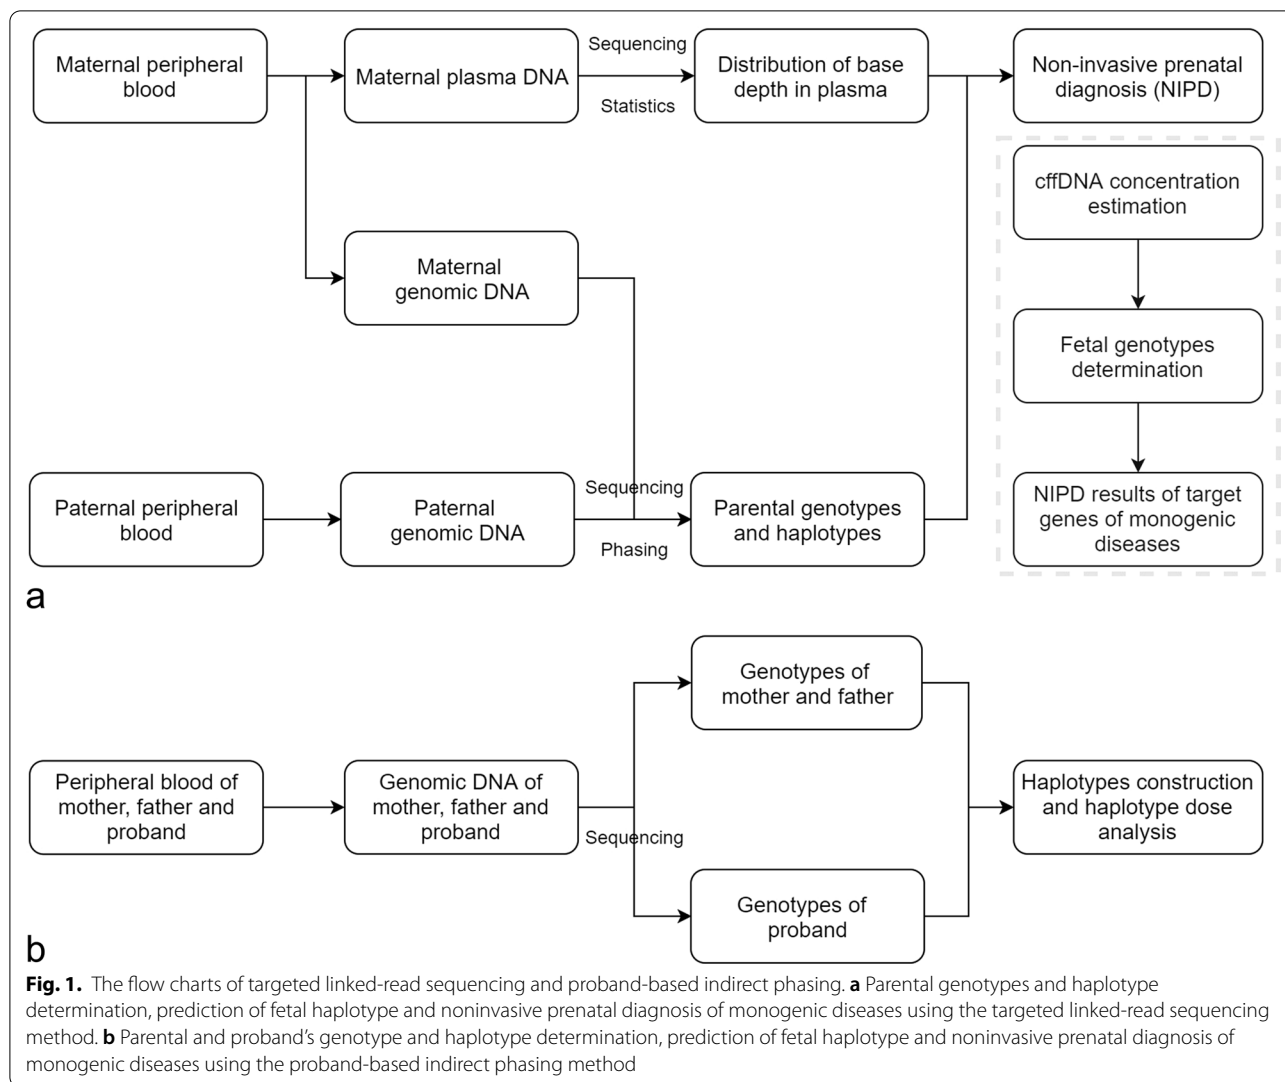 Maternal peripheral
blood
Maternal plasma DNA
Sequencing
Statistics
Distribution of base
depth in plasma
Non-invasive prenatal
diagnosis (NIPD)
cffDNA concentration
estimation
Maternal
genomic DNA
Fetal genotypes
determination
Paternal peripheral
blood
Paternal
genomic DNA
Sequencing
Phasing
Parental genotypes
and haplotypes
NIPD results of target
genes of monogenic
diseases
a
Genotypes of
mother and father
Peripheral blood of
mother, father and
proband
Genomic DNA of
mother, father and
proband
Sequencing
Haplotypes construction
and haplotype dose
analysis
Genotypes of
proband
b
Fig. 1. The flow charts of targeted linked-read sequencing and proband-based indirect phasing. a Parental genotypes and haplotype
determination, prediction of fetal haplotype and noninvasive prenatal diagnosis of monogenic diseases using the targeted linked-read sequencing
method. b Parental and proband's genotype and haplotype determination, prediction of fetal haplotype and noninvasive prenatal diagnosis of
monogenic diseases using the proband-based indirect phasing method